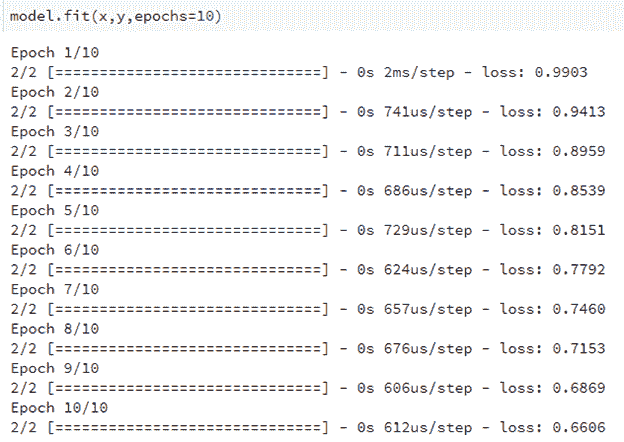 model.fit(x,y,epochs=10)
Epoch 1/10
2/2 [==============================] - 0s 2ms/step - loss: 0.9903
Epoch 2/10
2/2 [==============================] - 0s 741us/step - loss: 0.9413
Epoch 3/10
2/2 [==============================] - 0s 711us/step - loss: 0.8959
Epoch 4/10
2/2 [==============================] - 0s 686us/step - loss: 0.8539
Epoch 5/10
2/2 [==============================] - 0s 729us/step - loss: 0.8151
Epoch 6/10
2/2 [==============================] - 0s 624us/step - loss: 0.7792
Epoch 7/10
2/2 [==============================] - 0s 657us/step - loss: 0.7460
Epoch 8/10
2/2 [==============================] - 0s 676us/step - loss: 0.7153
Epoch 9/10
2/2 [==============================] - 0s 606us/step - loss: 0.6869
Epoch 10/10
2/2 [==============================] - 0s 612us/step - loss: 0.6606